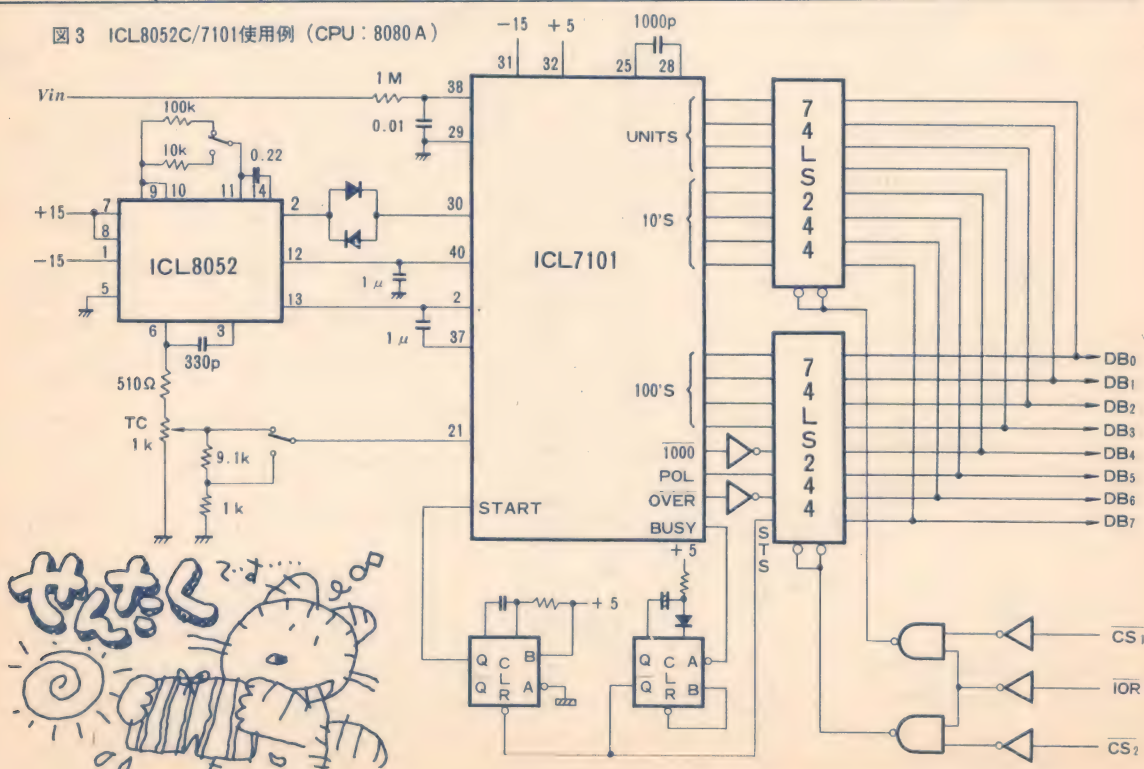 図3 ICL8052C/7101使用例 (CPU:8080A)
-15 +5
1000p
31 32 25 28
Vin
1M
38
0.01
29
100k
10k
0.22
9 10 11 14
+15
7
8
-15
1
5
ICL8052
2
12
13
6 3
330p
30
40
1μ
2
1μ
37
ICL7101
UNITS
10'S
100'S
1000
POL
OVER
BUSY
START
21
510Ω
TC
1k
9.1k
1k
74LS244
74LS244
STS
DB0
DB1
DB2
DB3
DB4
DB5
DB6
DB7
+5
+5
Q B
Q A
CLR
Q A
Q B
CLR
CS1
IOR
CS2
せんたく
で、す……